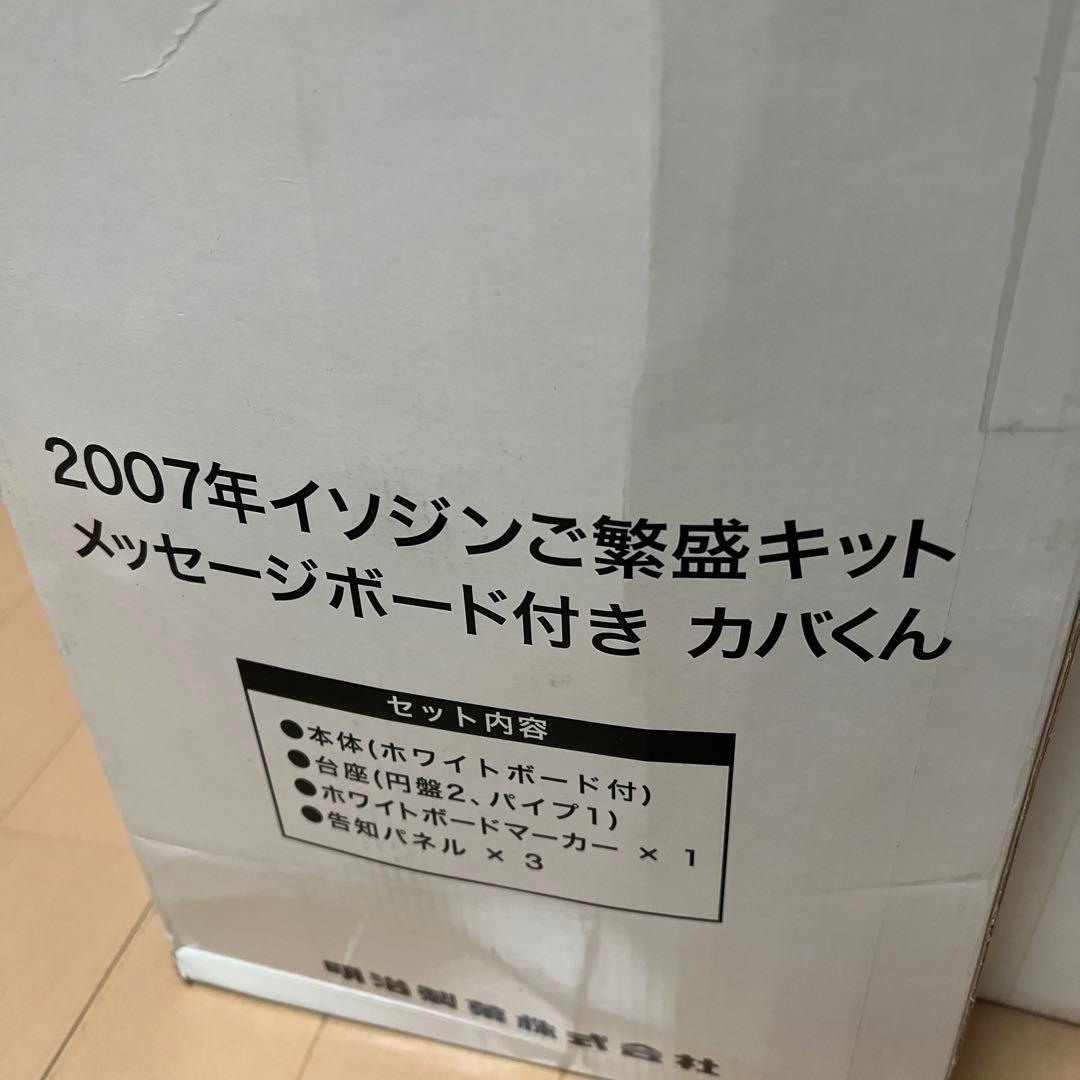 2007年イソジンご繁盛キット
メッセージボード付き カバくん
セット内容
●本体(ホワイトボード付)
●台座(円盤2、パイプ1)
●ホワイトボードマーカー × 1
●告知パネル × 3
明治製菓株式会社